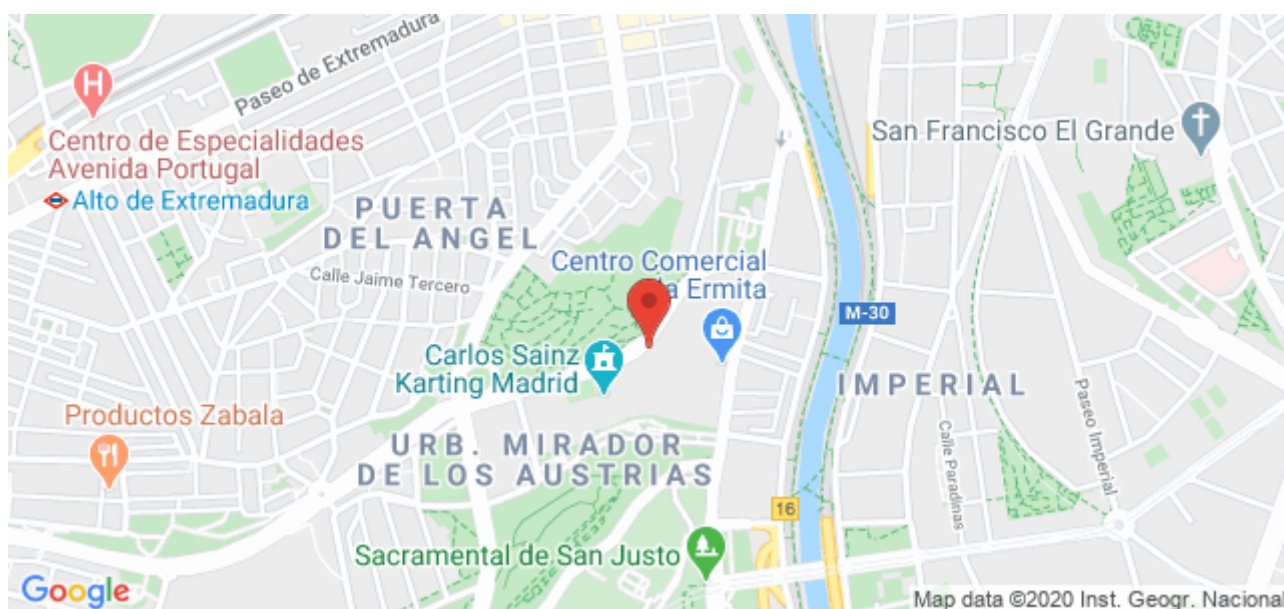 Paseo de Extremadura
H
Centro de Especialidades
Avenida Portugal
Alto de Extremadura
San Francisco El Grande
PUERTA
DEL ANGEL
Calle Jaime Tercero
Centro Comercial
la Ermita
M-30
Carlos Sainz
Karting Madrid
IMPERIAL
Productos Zabala
Paseo Imperial
Calle Paradinas
URB. MIRADOR
DE LOS AUSTRIAS
16
Sacramental de San Justo
Google
Map data ©2020 Inst. Geogr. Naciona